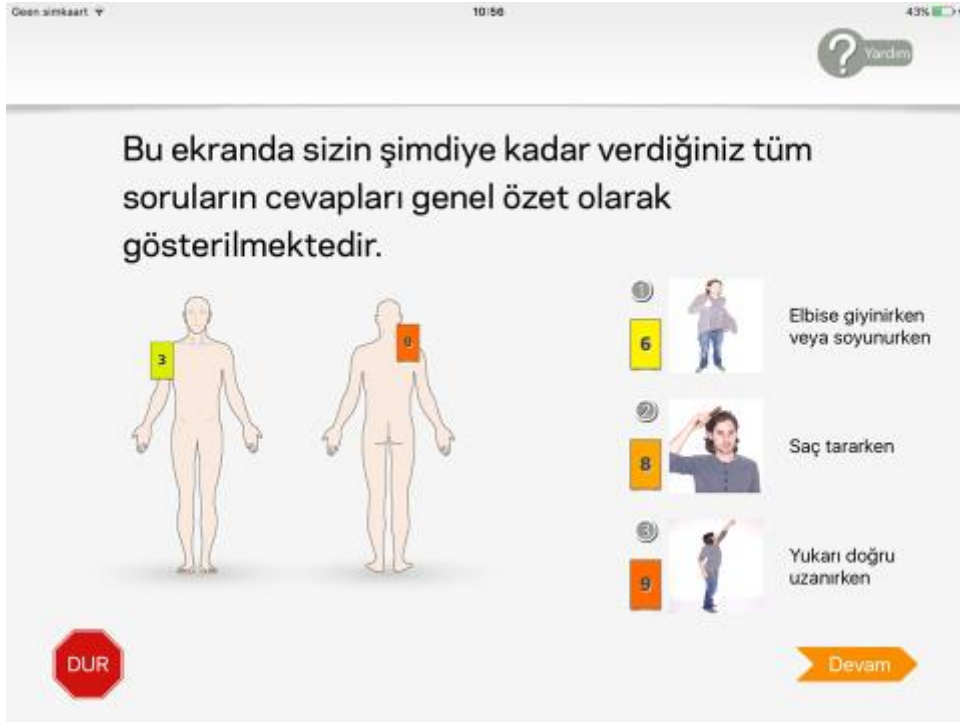 Geen simkaart
10:56
43%
Yardım
Bu ekranda sizin şimdiye kadar verdiğiniz tüm
soruların cevapları genel özet olarak
gösterilmektedir.
3
9
1
6
Elbise giyinirken
veya soyunurken
2
8
Saç tararken
3
9
Yukarı doğru
uzanırken
DUR
Devam